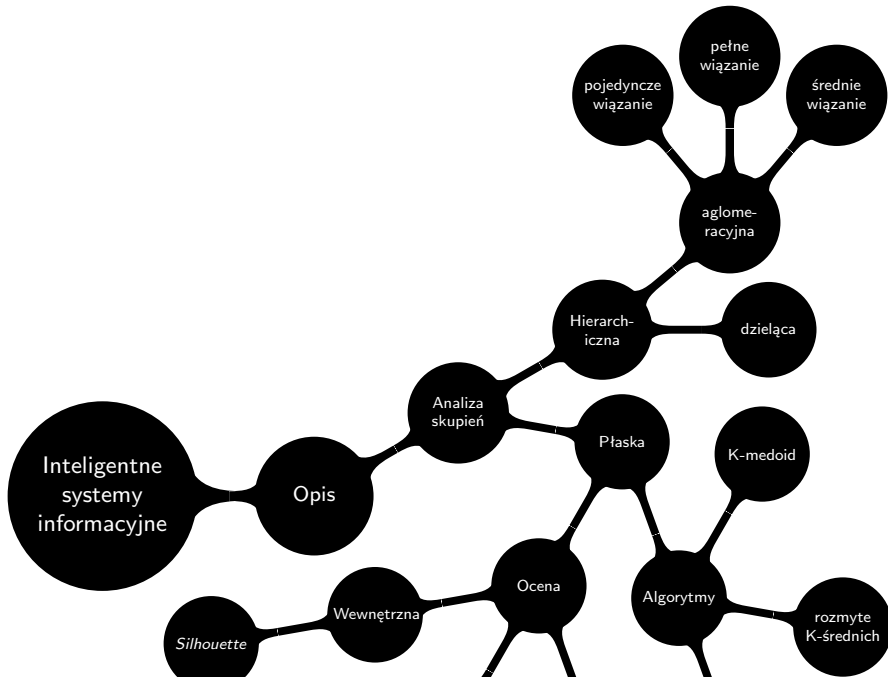 pełne
wiązanie
pojedyncze
wiązanie
średnie
wiązanie
aglome-
racyjna
Hierarch-
iczna
dzieląca
Analiza
skupień
Płaska
K-medoid
Inteligentne
systemy
informacyjne
Opis
Ocena
Algorytmy
Wewnętrzna
rozmyte
K-średnich
Silhouette